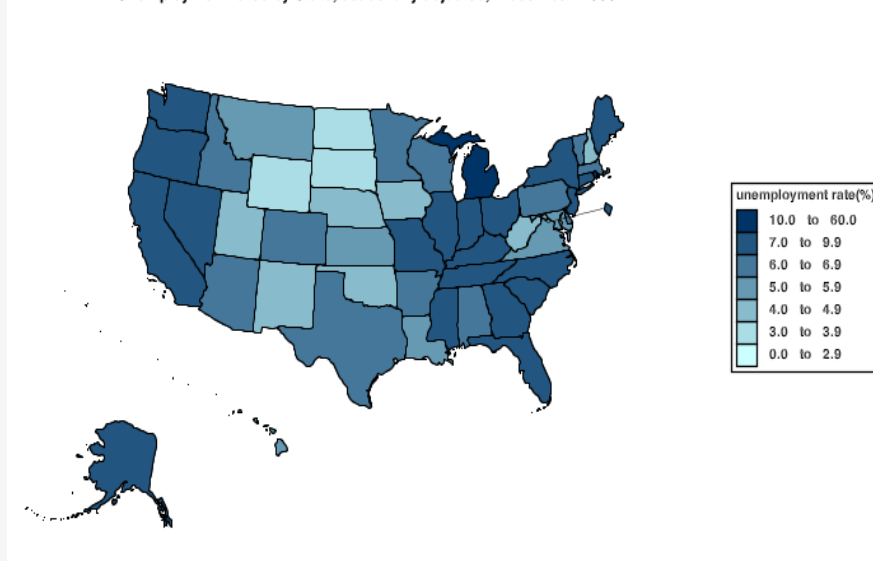 unemployment rate(%)
10.0 to 60.0
7.0 to 9.9
6.0 to 6.9
5.0 to 5.9
4.0 to 4.9
3.0 to 3.9
0.0 to 2.9